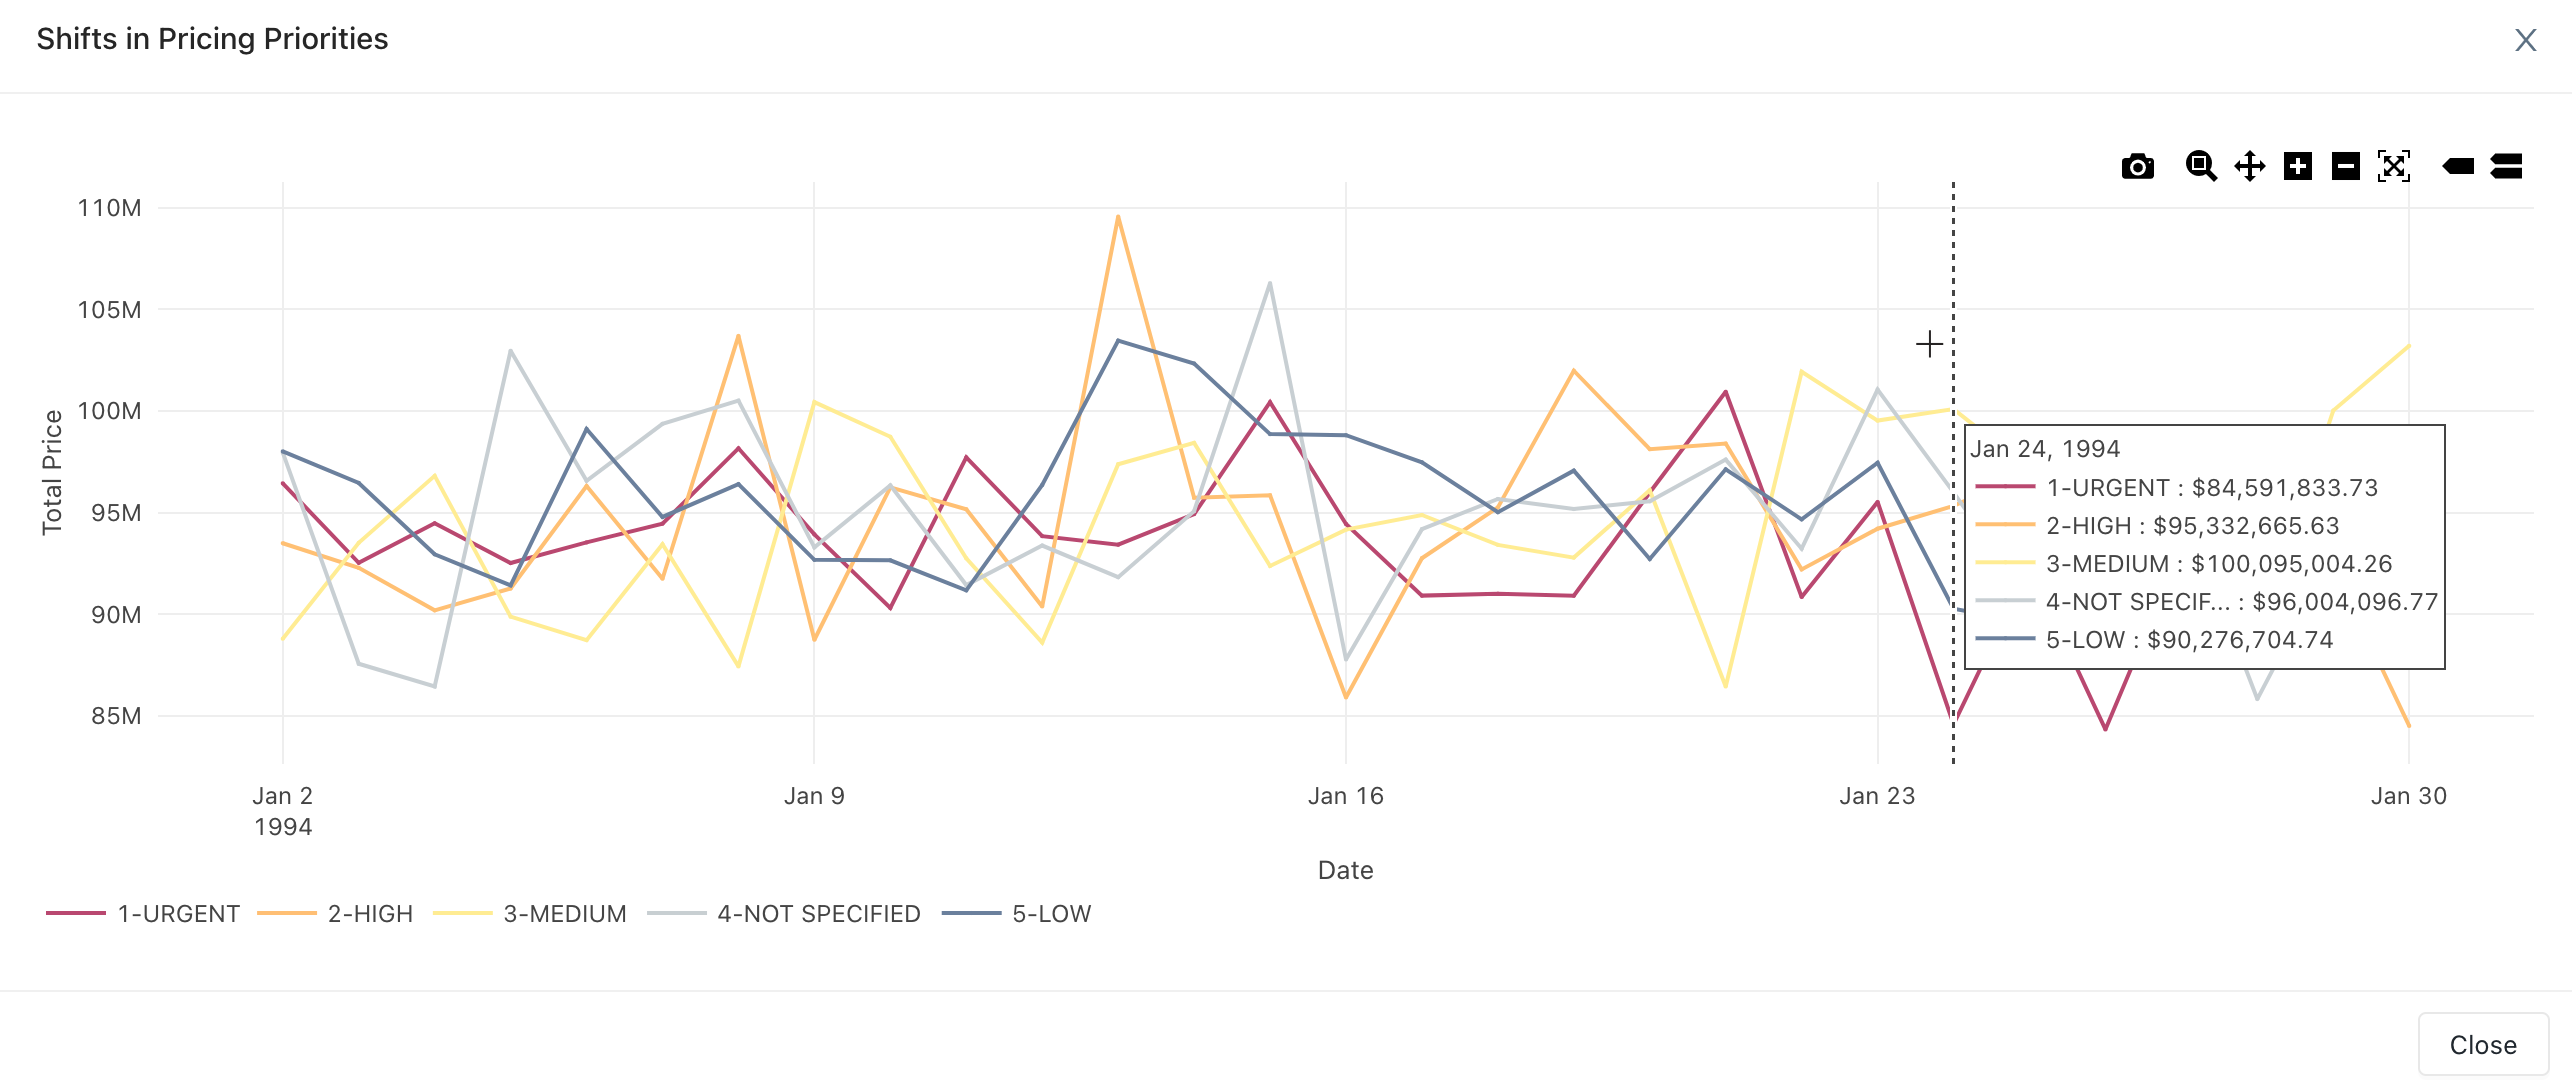 Shifts in Pricing Priorities
X
110M
105M
100M
95M
90M
85M
Total Price
Jan 24, 1994
1-URGENT : $84,591,833.73
2-HIGH : $95,332,665.63
3-MEDIUM : $100,095,004.26
4-NOT SPECIF... : $96,004,096.77
5-LOW : $90,276,704.74
Jan 2 Jan 9 Jan 16 Jan 23 Jan 30
1994
Date
1-URGENT 2-HIGH 3-MEDIUM 4-NOT SPECIFIED 5-LOW
Close